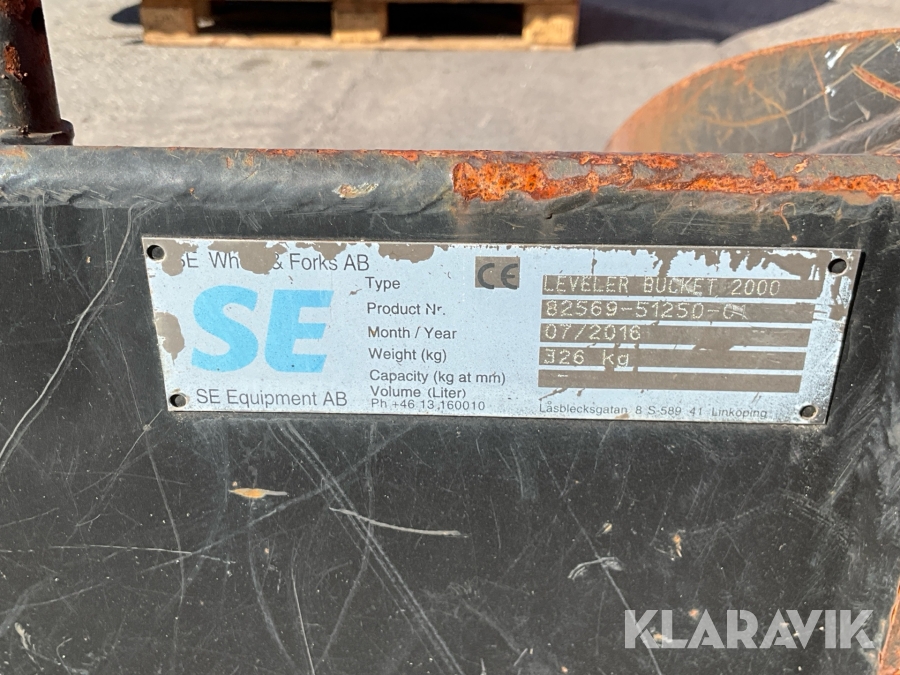 SE & Forks AB
Type LEVELER BUCKET 2000
CE
Product Nr. 82569-51250-
Month / Year 07/2016
Weight (kg) 326 kg
Capacity (kg at mm) -
Volume (Liter)
SE
SE Equipment AB
Ph +46 13 160010
Låsblecksgatan 8 S-589 41 Linköping
KLARAVIK